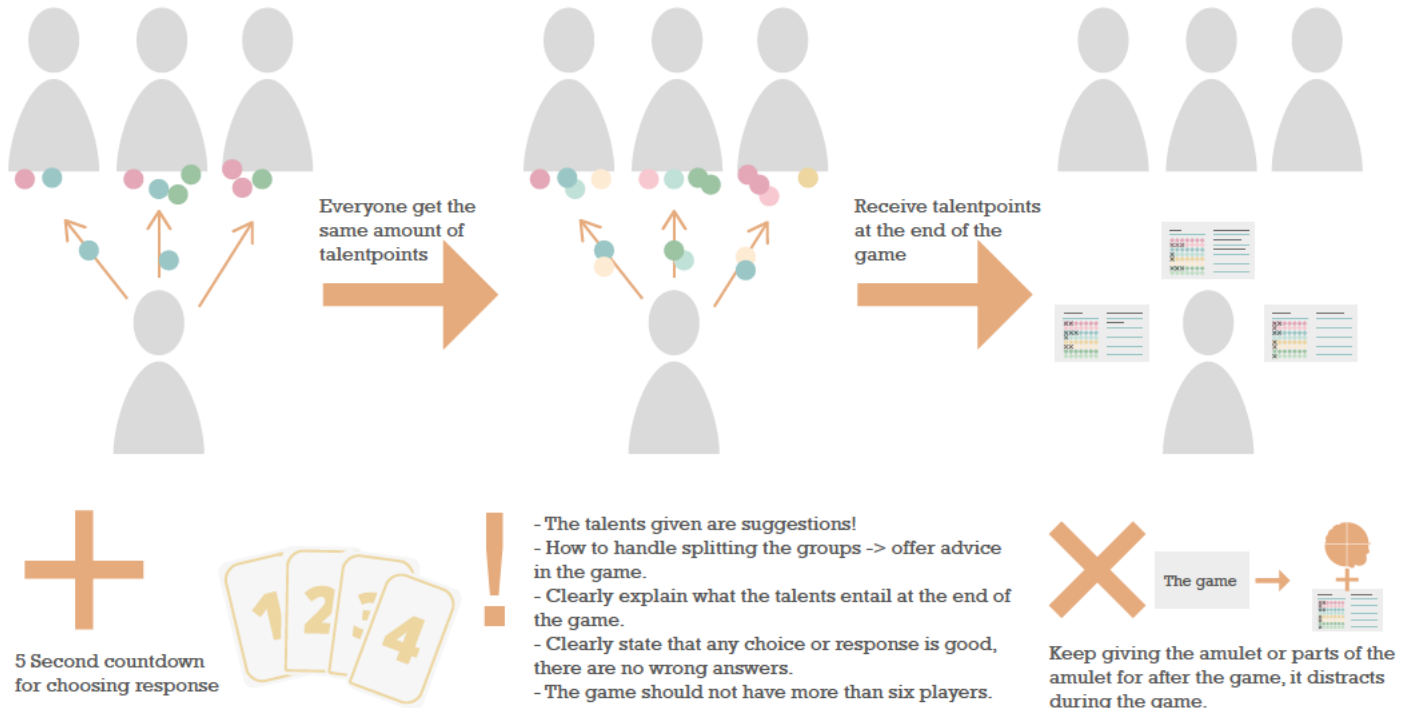 Everyone get the
same amount of
talentpoints
Receive talentpoints
at the end of the
game
5 Second countdown
for choosing response
1
2
3
4
!
- The talents given are suggestions!
- How to handle splitting the groups -> offer advice
in the game.
- Clearly explain what the talents entail at the end of
the game.
- Clearly state that any choice or response is good,
there are no wrong answers.
- The game should not have more than six players.
The game
Keep giving the amulet or parts of the
amulet for after the game, it distracts
during the game.